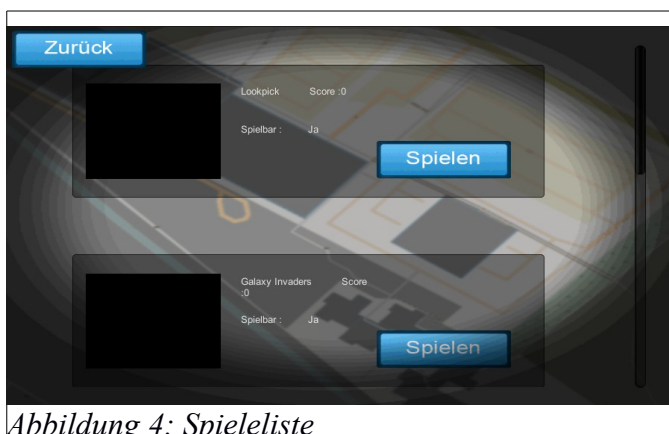 Zurück
Lookpick Score :0
Spielbar : Ja
Spielen
Galaxy Invaders Score
:0
Spielbar : Ja
Spielen
Abbildung 4: Spieleliste